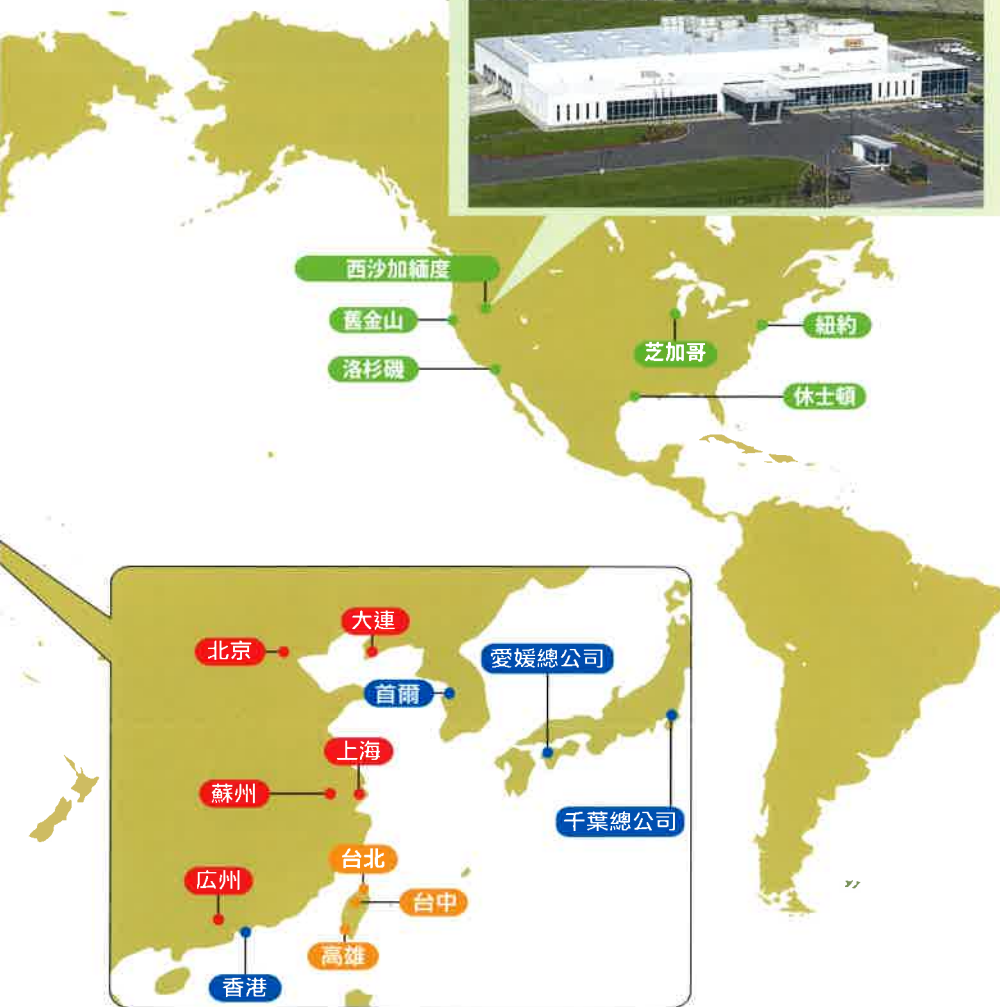 西沙加緬度
舊金山
紐約
芝加哥
洛杉磯
休士頓
大連
北京
愛媛總公司
首爾
上海
蘇州
千葉總公司
台北
広州
台中
高雄
香港